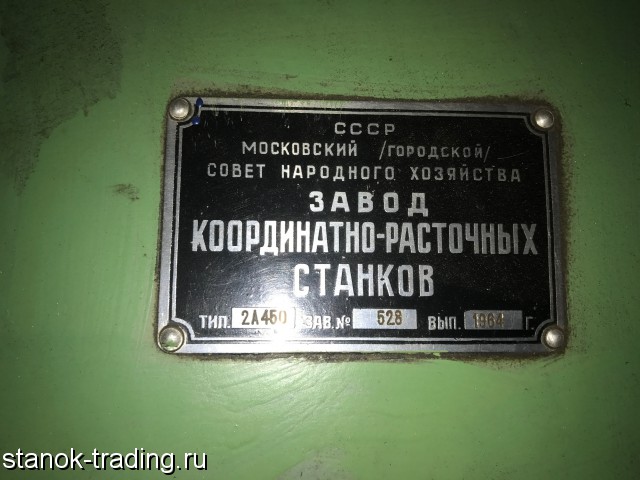 СССР
МОСКОВСКИЙ /ГОРОДСКОЙ/
СОВЕТ НАРОДНОГО ХОЗЯЙСТВА
ЗАВОД
КООРДИНАТНО-РАСТОЧНЫХ
СТАНКОВ
ТИП. 2А450 ЗАВ.№ 528 ВЫП. 1964 Г.
stanok-trading.ru